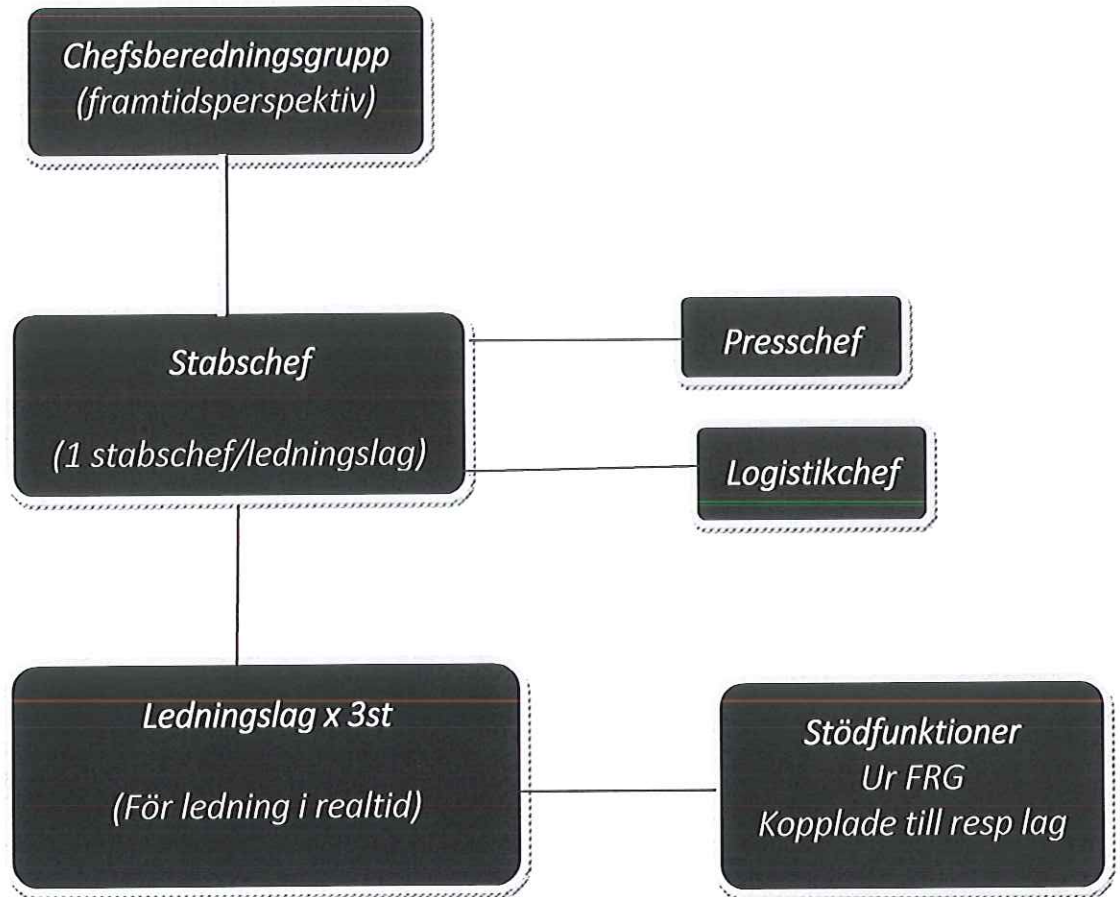 Chefsberedningsgrupp
(framtidsperspektiv)
Stabschef
(1 stabschef/ledningslag)
Presschef
Logistikchef
Ledningslag x 3st
(För ledning i realtid)
Stödfunktioner
Ur FRG
Kopplade till resp lag